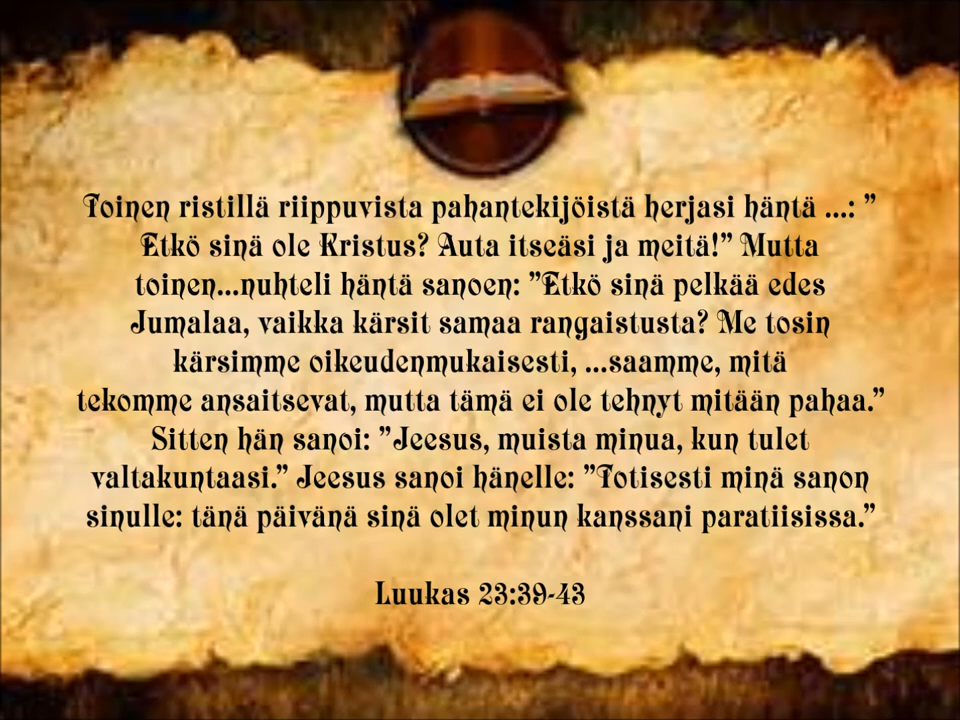 Toinen ristillä riippuvista pahantekijöistä herjasi häntä ...: ”
Etkö sinä ole Kristus? Auta itseäsi ja meitä!” Mutta
toinen...nuhteli häntä sanoen: ”Etkö sinä pelkää edes
Jumalaa, vaikka kärsit samaa rangaistusta? Me tosin
kärsimme oikeudenmukaisesti, ...saamme, mitä
tekomme ansaitsevat, mutta tämä ei ole tehnyt mitään pahaa.”
Sitten hän sanoi: ”Jeesus, muista minua, kun tulet
valtakuntaasi.” Jeesus sanoi hänelle: ”Totisesti minä sanon
sinulle: tänä päivänä sinä olet minun kanssani paratiisissa.”
Luukas 23:39-43